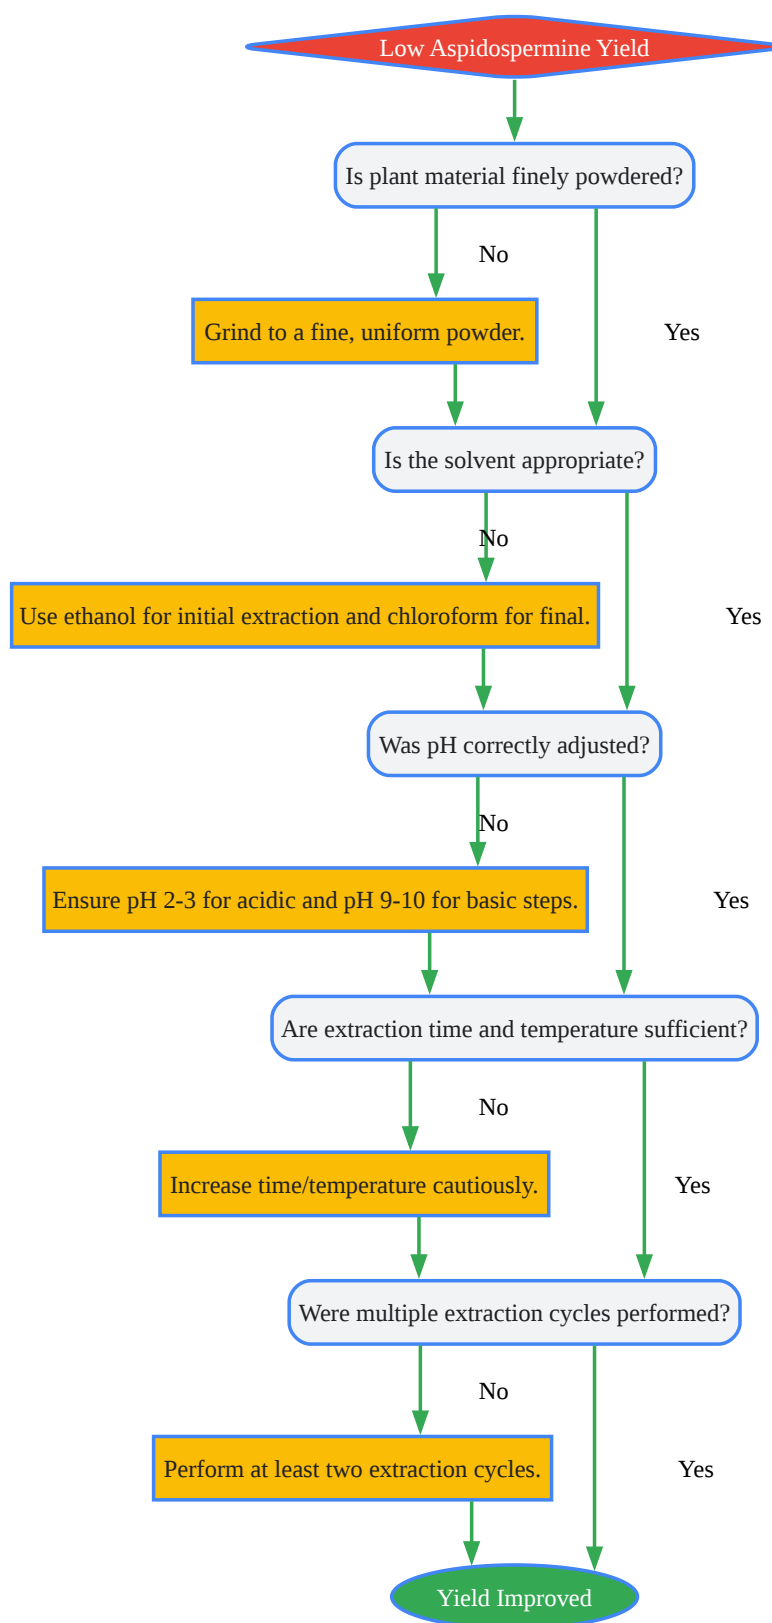 Low Aspidospermine Yield
Is plant material finely powdered?
No
Grind to a fine, uniform powder.
Yes
Is the solvent appropriate?
No
Use ethanol for initial extraction and chloroform for final.
Yes
Was pH correctly adjusted?
No
Ensure pH 2-3 for acidic and pH 9-10 for basic steps.
Yes
Are extraction time and temperature sufficient?
No
Increase time/temperature cautiously.
Yes
Were multiple extraction cycles performed?
No
Perform at least two extraction cycles.
Yes
Yield Improved